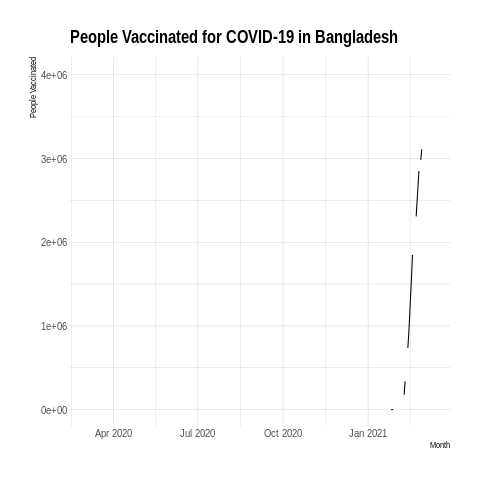 People Vaccinated for COVID-19 in Bangladesh
People Vaccinated
4e+06
3e+06
2e+06
1e+06
0e+00
Apr 2020
Jul 2020
Oct 2020
Jan 2021
Month